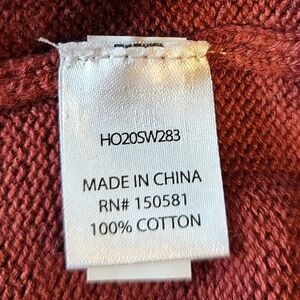 HO20SW283
MADE IN CHINA
RN# 150581
100% COTTON